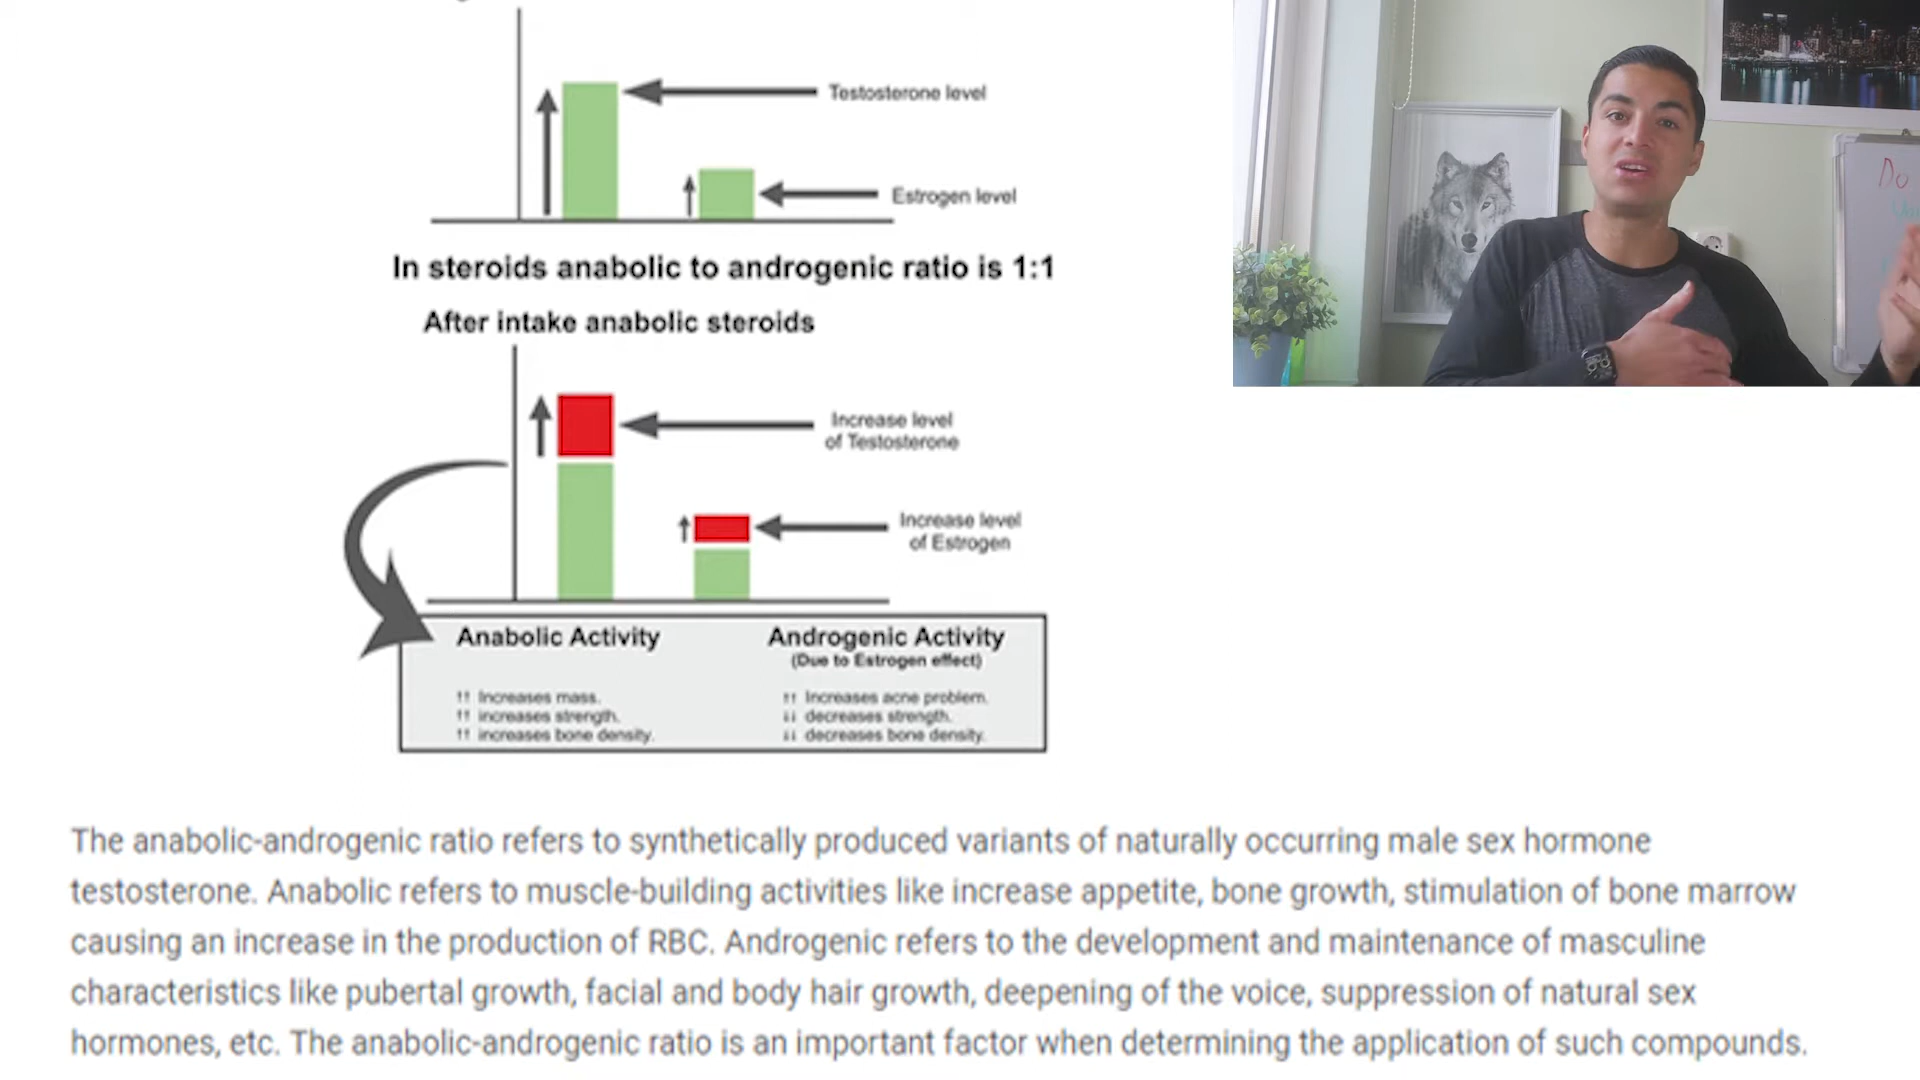 Testosterone level
Estrogen level
In steroids anabolic to androgenic ratio is 1:1
After intake anabolic steroids
Increase level
of Testosterone
Increase level
of Estrogen
Anabolic Activity
Androgenic Activity
(Due to Estrogen effect)
↑↑ Increases mass.
↑↑ increases strength.
↑↑ increases bone density.
↑↑ Increases acne problem.
↓↓ decreases strength.
↓↓ decreases bone density.
Do
The anabolic-androgenic ratio refers to synthetically produced variants of naturally occurring male sex hormone
testosterone. Anabolic refers to muscle-building activities like increase appetite, bone growth, stimulation of bone marrow
causing an increase in the production of RBC. Androgenic refers to the development and maintenance of masculine
characteristics like pubertal growth, facial and body hair growth, deepening of the voice, suppression of natural sex
hormones, etc. The anabolic-androgenic ratio is an important factor when determining the application of such compounds.